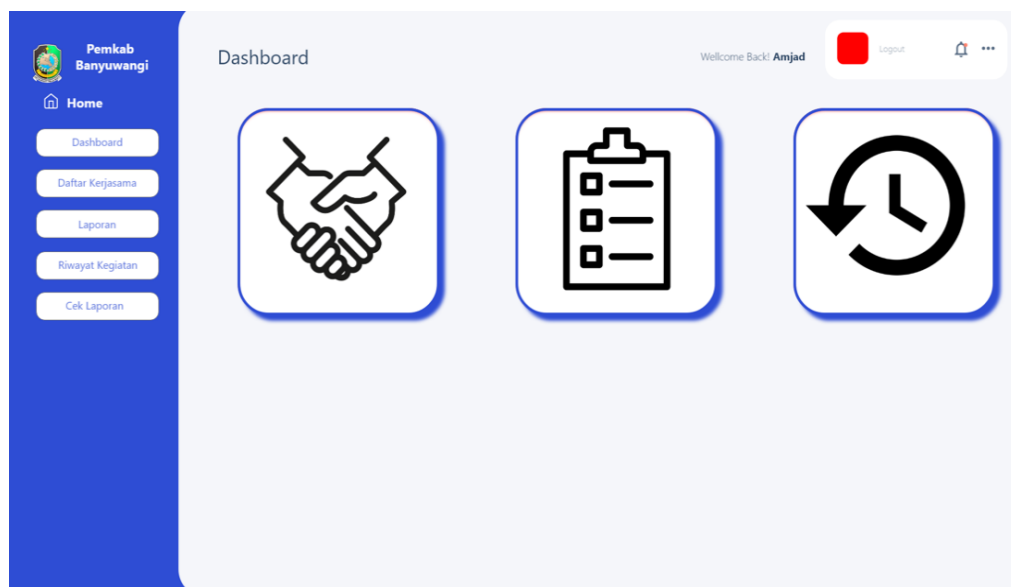 Pemkab
Banyuwangi
Home
Dashboard
Daftar Kerjasama
Laporan
Riwayat Kegiatan
Cek Laporan
Dashboard
Wellcome Back! Amjad
Logout